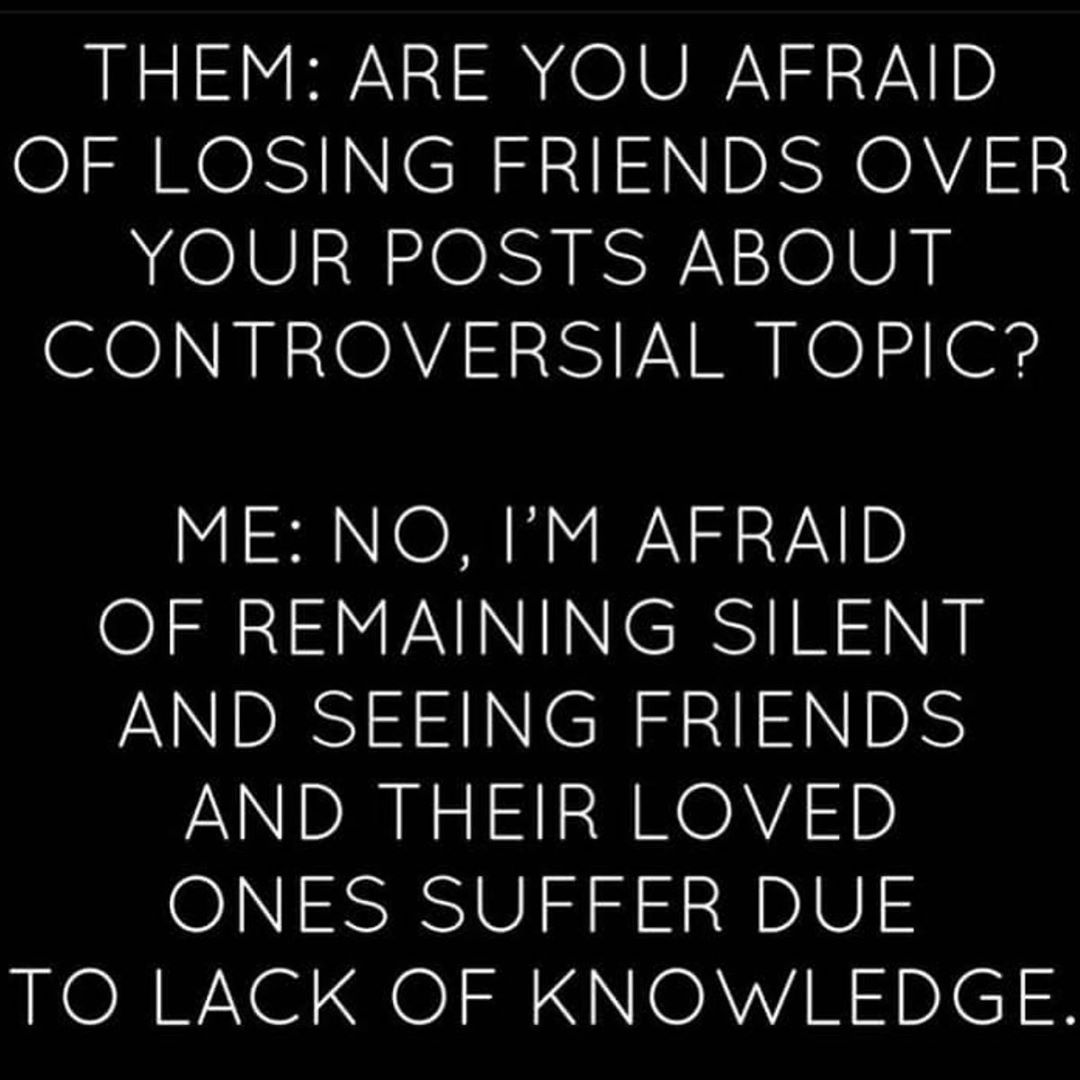 THEM: ARE YOU AFRAID
OF LOSING FRIENDS OVER
YOUR POSTS ABOUT
CONTROVERSIAL TOPIC?
ME: NO, I'M AFRAID
OF REMAINING SILENT
AND SEEING FRIENDS
AND THEIR LOVED
ONES SUFFER DUE
TO LACK OF KNOWLEDGE.